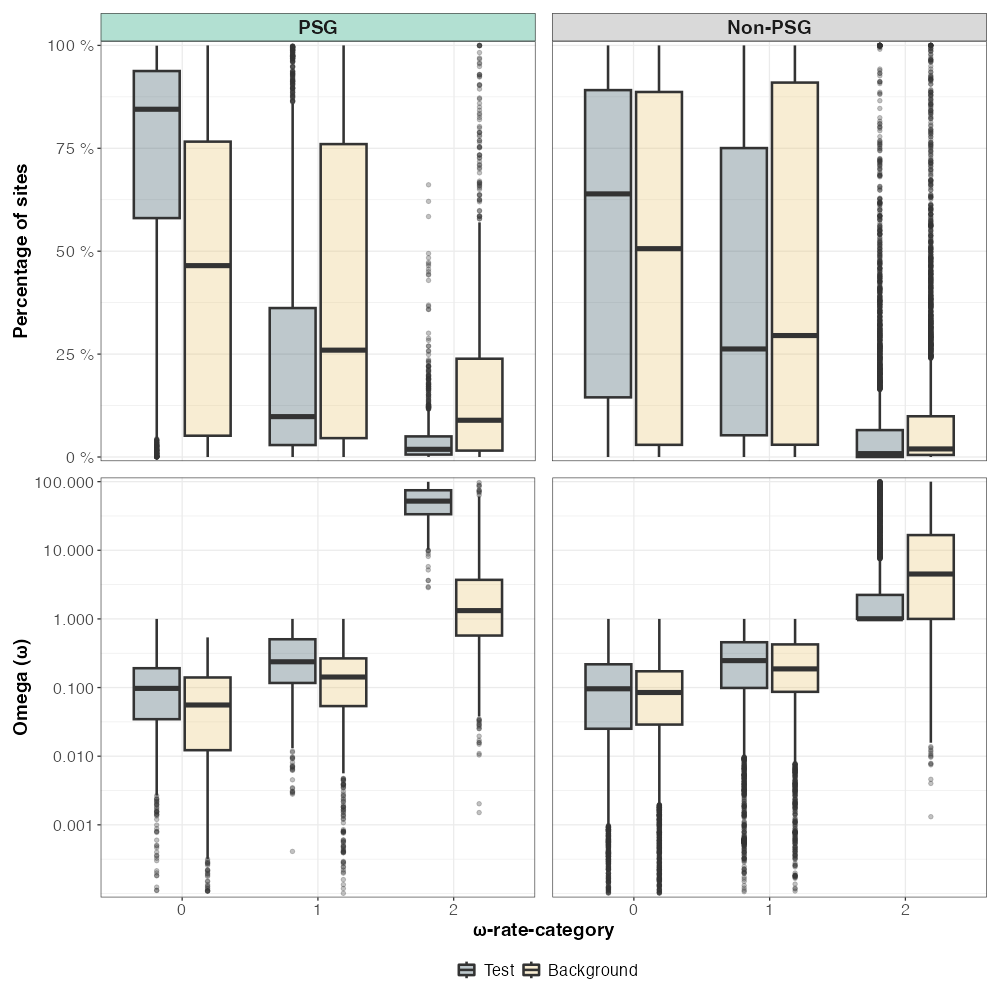 PSG
Non-PSG
Percentage of sites
100 %
75 %
50 %
25 %
0 %
Omega (ω)
100.000
10.000
1.000
0.100
0.010
0.001
0
1
2
0
1
2
ω-rate-category
Test
Background